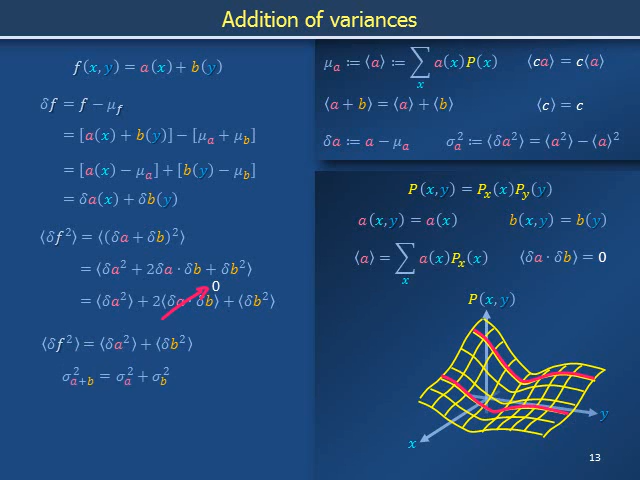 Addition of variances
f(x,y) = a(x) + b(y)
δf = f − μ_f
= [a(x) + b(y)] − [μ_a + μ_b]
= [a(x) − μ_a] + [b(y) − μ_b]
= δa(x) + δb(y)
⟨δf²⟩ = ⟨(δa + δb)²⟩
= ⟨δa² + 2δa · δb + δb²⟩
0
= ⟨δa²⟩ + 2⟨δa · δb⟩ + ⟨δb²⟩
⟨δf²⟩ = ⟨δa²⟩ + ⟨δb²⟩
σ²_{a+b} = σ²_a + σ²_b
μ_a ≔ ⟨a⟩ ≔ ∑_x a(x)P(x) ⟨ca⟩ = c⟨a⟩
⟨a + b⟩ = ⟨a⟩ + ⟨b⟩ ⟨c⟩ = c
δa ≔ a − μ_a σ²_a ≔ ⟨δa²⟩ = ⟨a²⟩ − ⟨a⟩²
P(x,y) = P_x(x)P_y(y)
a(x,y) = a(x) b(x,y) = b(y)
⟨a⟩ = ∑_x a(x)P_x(x) ⟨δa · δb⟩ = 0
P(x,y)
y
x
13